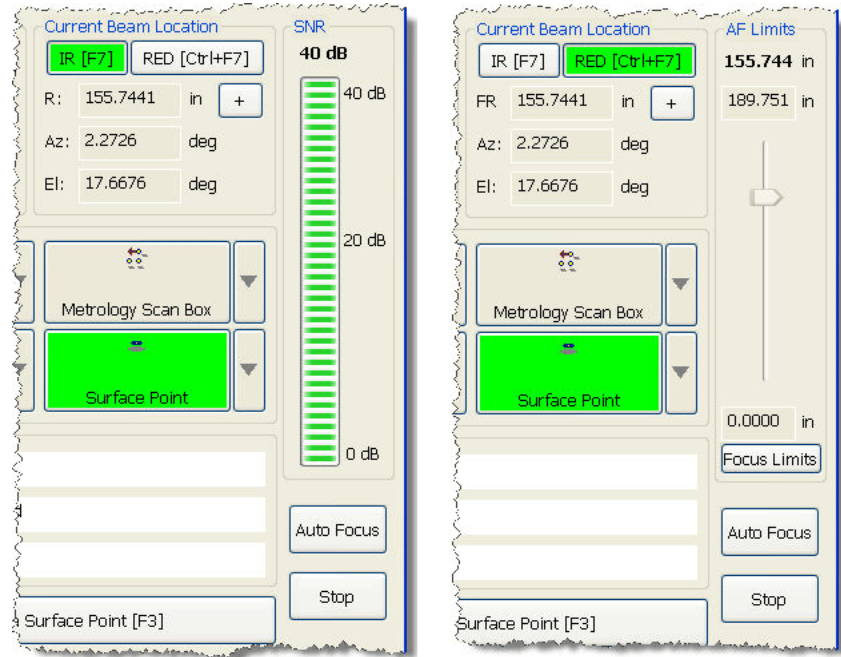 Current Beam Location
SNR
IR [F7]
RED [Ctrl+F7]
40 dB
R: 155.7441 in +
40 dB
Az: 2.2726 deg
El: 17.6676 deg
20 dB
Metrology Scan Box
Surface Point
0 dB
Auto Focus
Stop
Surface Point [F3]
Current Beam Location
AF Limits
IR [F7]
RED [Ctrl+F7]
155.744 in
FR 155.7441 in +
189.751 in
Az: 2.2726 deg
El: 17.6676 deg
Metrology Scan Box
Surface Point
0.0000 in
Focus Limits
Auto Focus
Stop
Surface Point [F3]